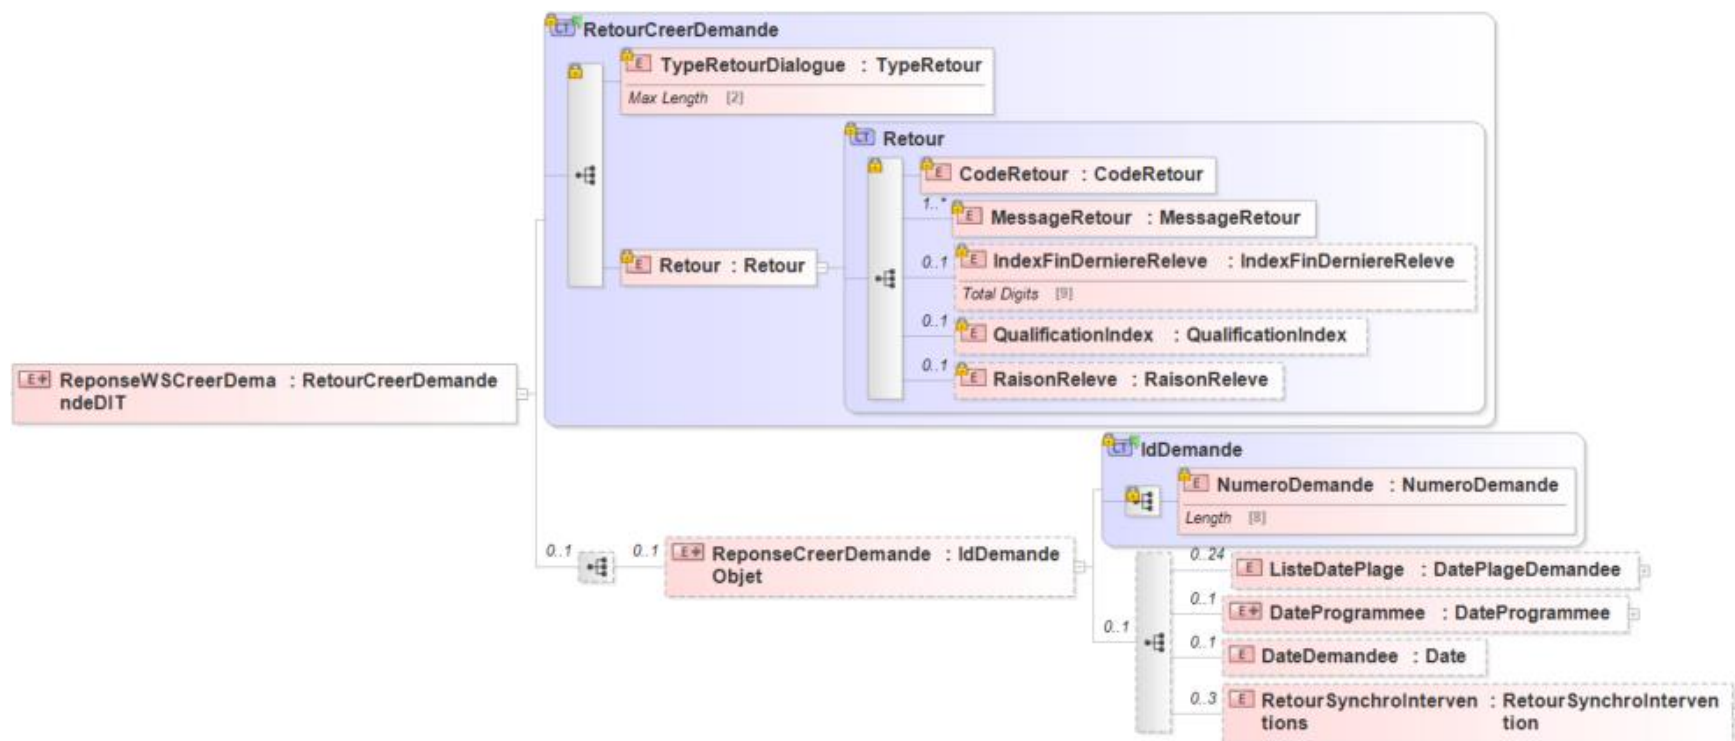 CT RetourCreerDemande
E TypeRetourDialogue : TypeRetour
Max Length [2]
CT Retour
E CodeRetour : CodeRetour
1..*
E MessageRetour : MessageRetour
0..1
E IndexFinDerniereReleve : IndexFinDerniereReleve
Total Digits [9]
E Retour : Retour
0..1
E QualificationIndex : QualificationIndex
0..1
E RaisonReleve : RaisonReleve
E ReponseWSCreerDema : RetourCreerDemande
ndeDIT
CT IdDemande
E NumeroDemande : NumeroDemande
Length [8]
0..1
0..1
E ReponseCreerDemande : IdDemande
Objet
0..24
E ListeDatePlage : DatePlageDemandee
0..1
E DateProgrammee : DateProgrammee
0..1
0..1
E DateDemandee : Date
0..3
E RetourSynchroInterven : RetourSynchroInterven
tions tion